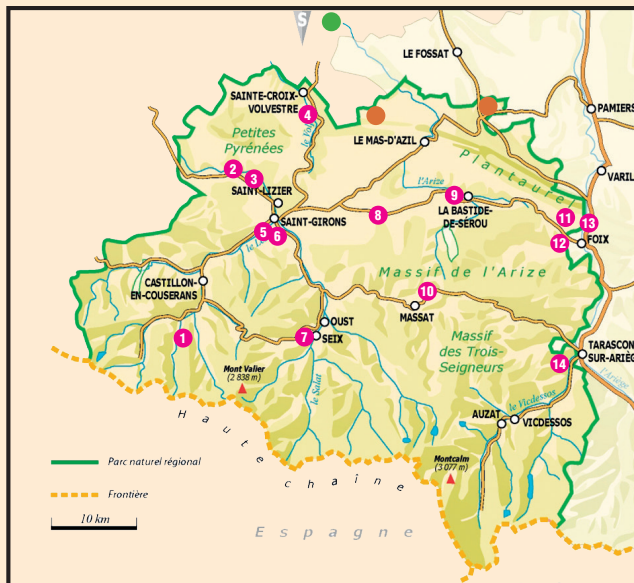 S
LE FOSSAT
SAINTE-CROIX-
VOLVESTRE
PAMIERS
4
Petites
Pyrénées
LE MAS-D'AZIL
Plantaurel
VARIL
2
3
l'Arize
SAINT-LIZIER
9
LA BASTIDE-
DE-SÉROU
8
SAINT-GIRONS
11
13
5
6
12
FOIX
Massif de l'Arize
CASTILLON-
EN-COUSERANS
10
MASSAT
OUST
7
SEIX
1
Massif
des Trois-
Seigneurs
TARASCON
SUR-ARIÈG
14
l'Ariège
Mont Valier
(2 838 m)
le Salat
le Vicdessos
AUZAT
VICDESSOS
Haute chaîne
Montcalm
(3 077 m)
Parc naturel régional
Frontière
10 km
Espagne